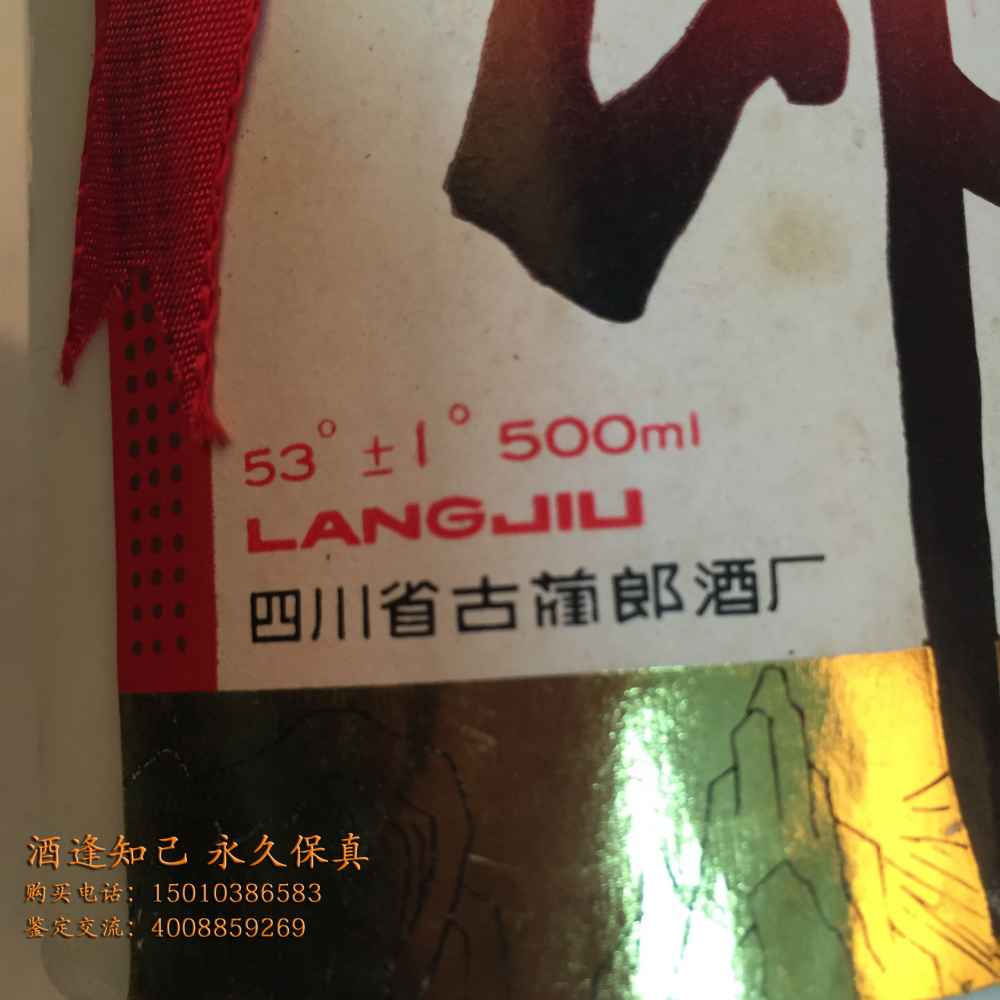 53° ±1° 500ml
LANGJIU
四川省古蔺郎酒厂
酒逢知己 永久保真
购买电话：15010386583
鉴定交流：4008859269